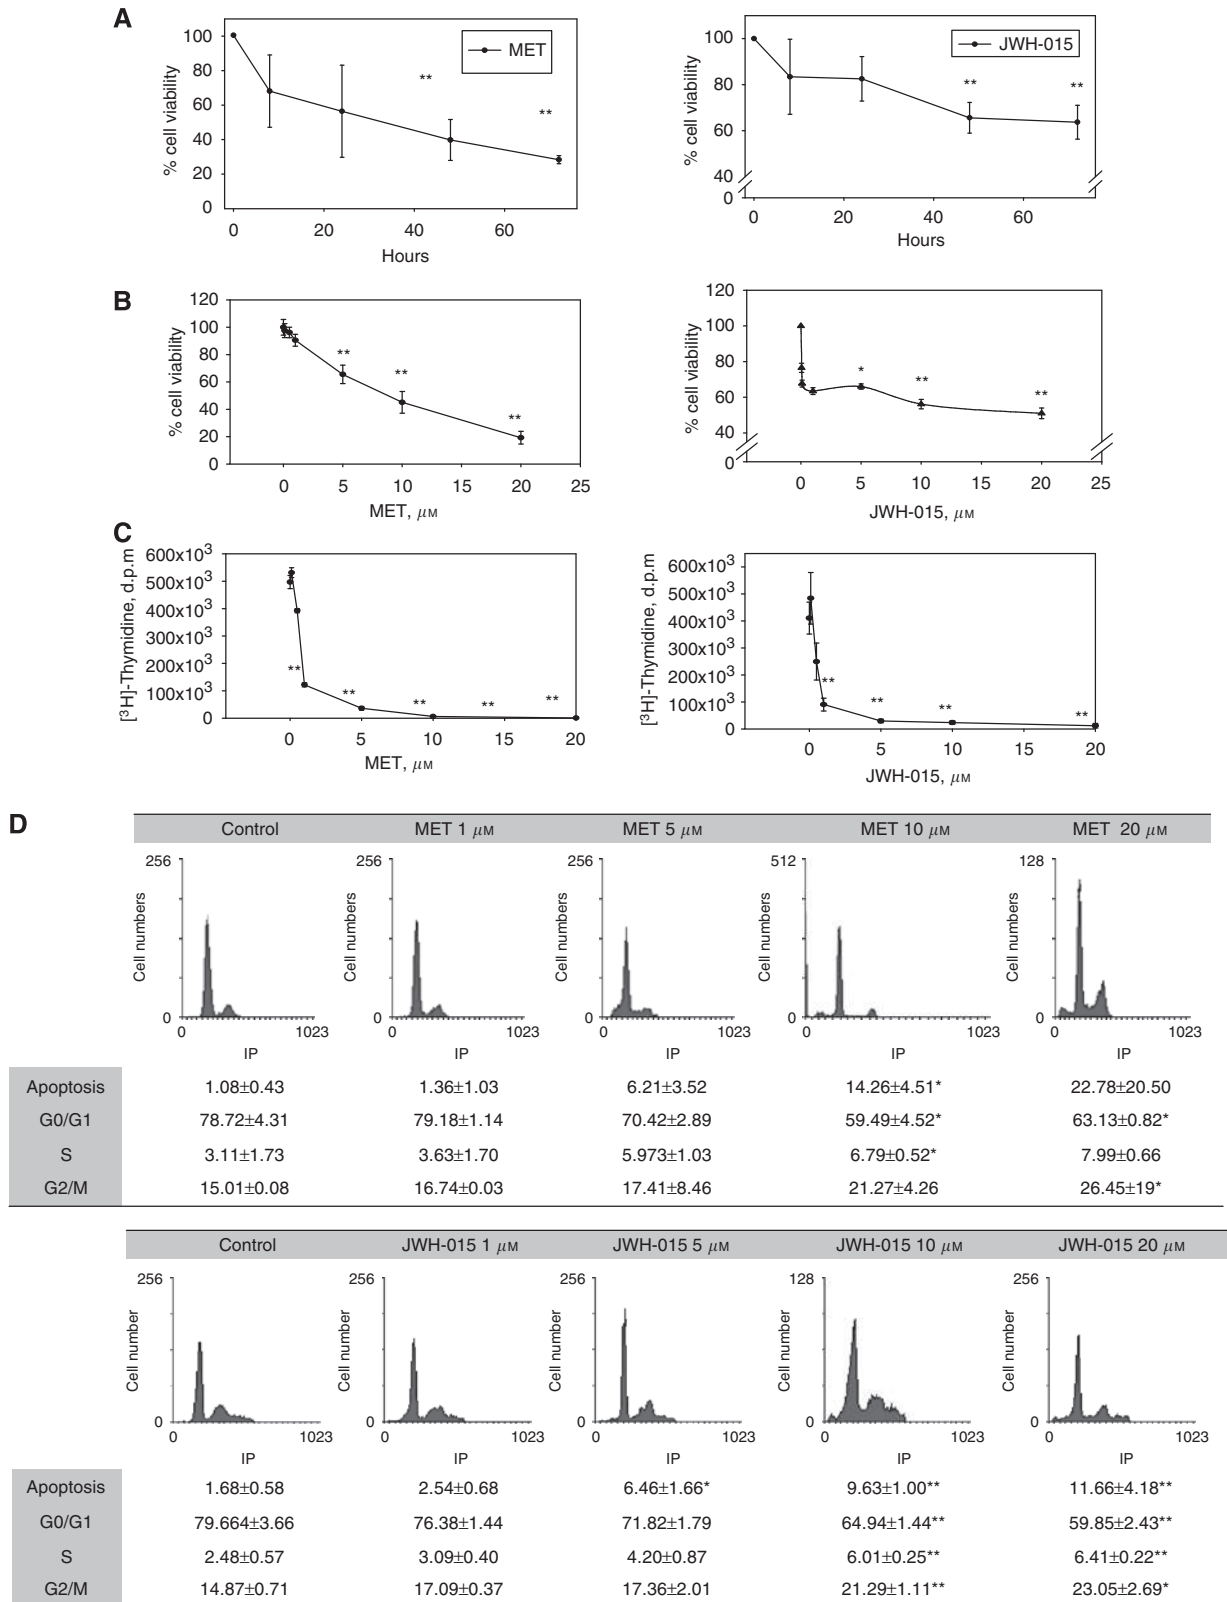 A
100
80
60
40
20
0
% cell viability
MET
**
**
0 20 40 60
Hours
100
80
60
40
0
% cell viability
JWH-015
**
**
0 20 40 60
Hours
B
120
100
80
60
40
20
0
% cell viability
**
**
**
0 5 10 15 20 25
MET, μM
120
100
80
60
40
0
% cell viability
*
**
**
0 5 10 15 20 25
JWH-015, μM
C
600x10³
500x10³
400x10³
300x10³
200x10³
100x10³
0
[³H]-Thymidine, d.p.m
** ** ** ** **
0 5 10 15 20
MET, μM
600x10³
500x10³
400x10³
300x10³
200x10³
100x10³
0
[³H]-Thymidine, d.p.m
** ** ** **
0 5 10 15 20
JWH-015, μM
D
Control MET 1 μM MET 5 μM MET 10 μM MET 20 μM
256 256 256 512 128
Cell numbers Cell numbers Cell numbers Cell numbers Cell numbers
0 0 0 0 0
0 1023 0 1023 0 1023 0 1023 0 1023
IP IP IP IP IP
Apoptosis 1.08±0.43 1.36±1.03 6.21±3.52 14.26±4.51* 22.78±20.50
G0/G1 78.72±4.31 79.18±1.14 70.42±2.89 59.49±4.52* 63.13±0.82*
S 3.11±1.73 3.63±1.70 5.973±1.03 6.79±0.52* 7.99±0.66
G2/M 15.01±0.08 16.74±0.03 17.41±8.46 21.27±4.26 26.45±19*
Control JWH-015 1 μM JWH-015 5 μM JWH-015 10 μM JWH-015 20 μM
256 256 256 128 256
Cell number Cell number Cell number Cell number Cell number
0 0 0 0 0
0 1023 0 1023 0 1023 0 1023 0 1023
IP IP IP IP IP
Apoptosis 1.68±0.58 2.54±0.68 6.46±1.66* 9.63±1.00** 11.66±4.18**
G0/G1 79.664±3.66 76.38±1.44 71.82±1.79 64.94±1.44** 59.85±2.43**
S 2.48±0.57 3.09±0.40 4.20±0.87 6.01±0.25** 6.41±0.22**
G2/M 14.87±0.71 17.09±0.37 17.36±2.01 21.29±1.11** 23.05±2.69*